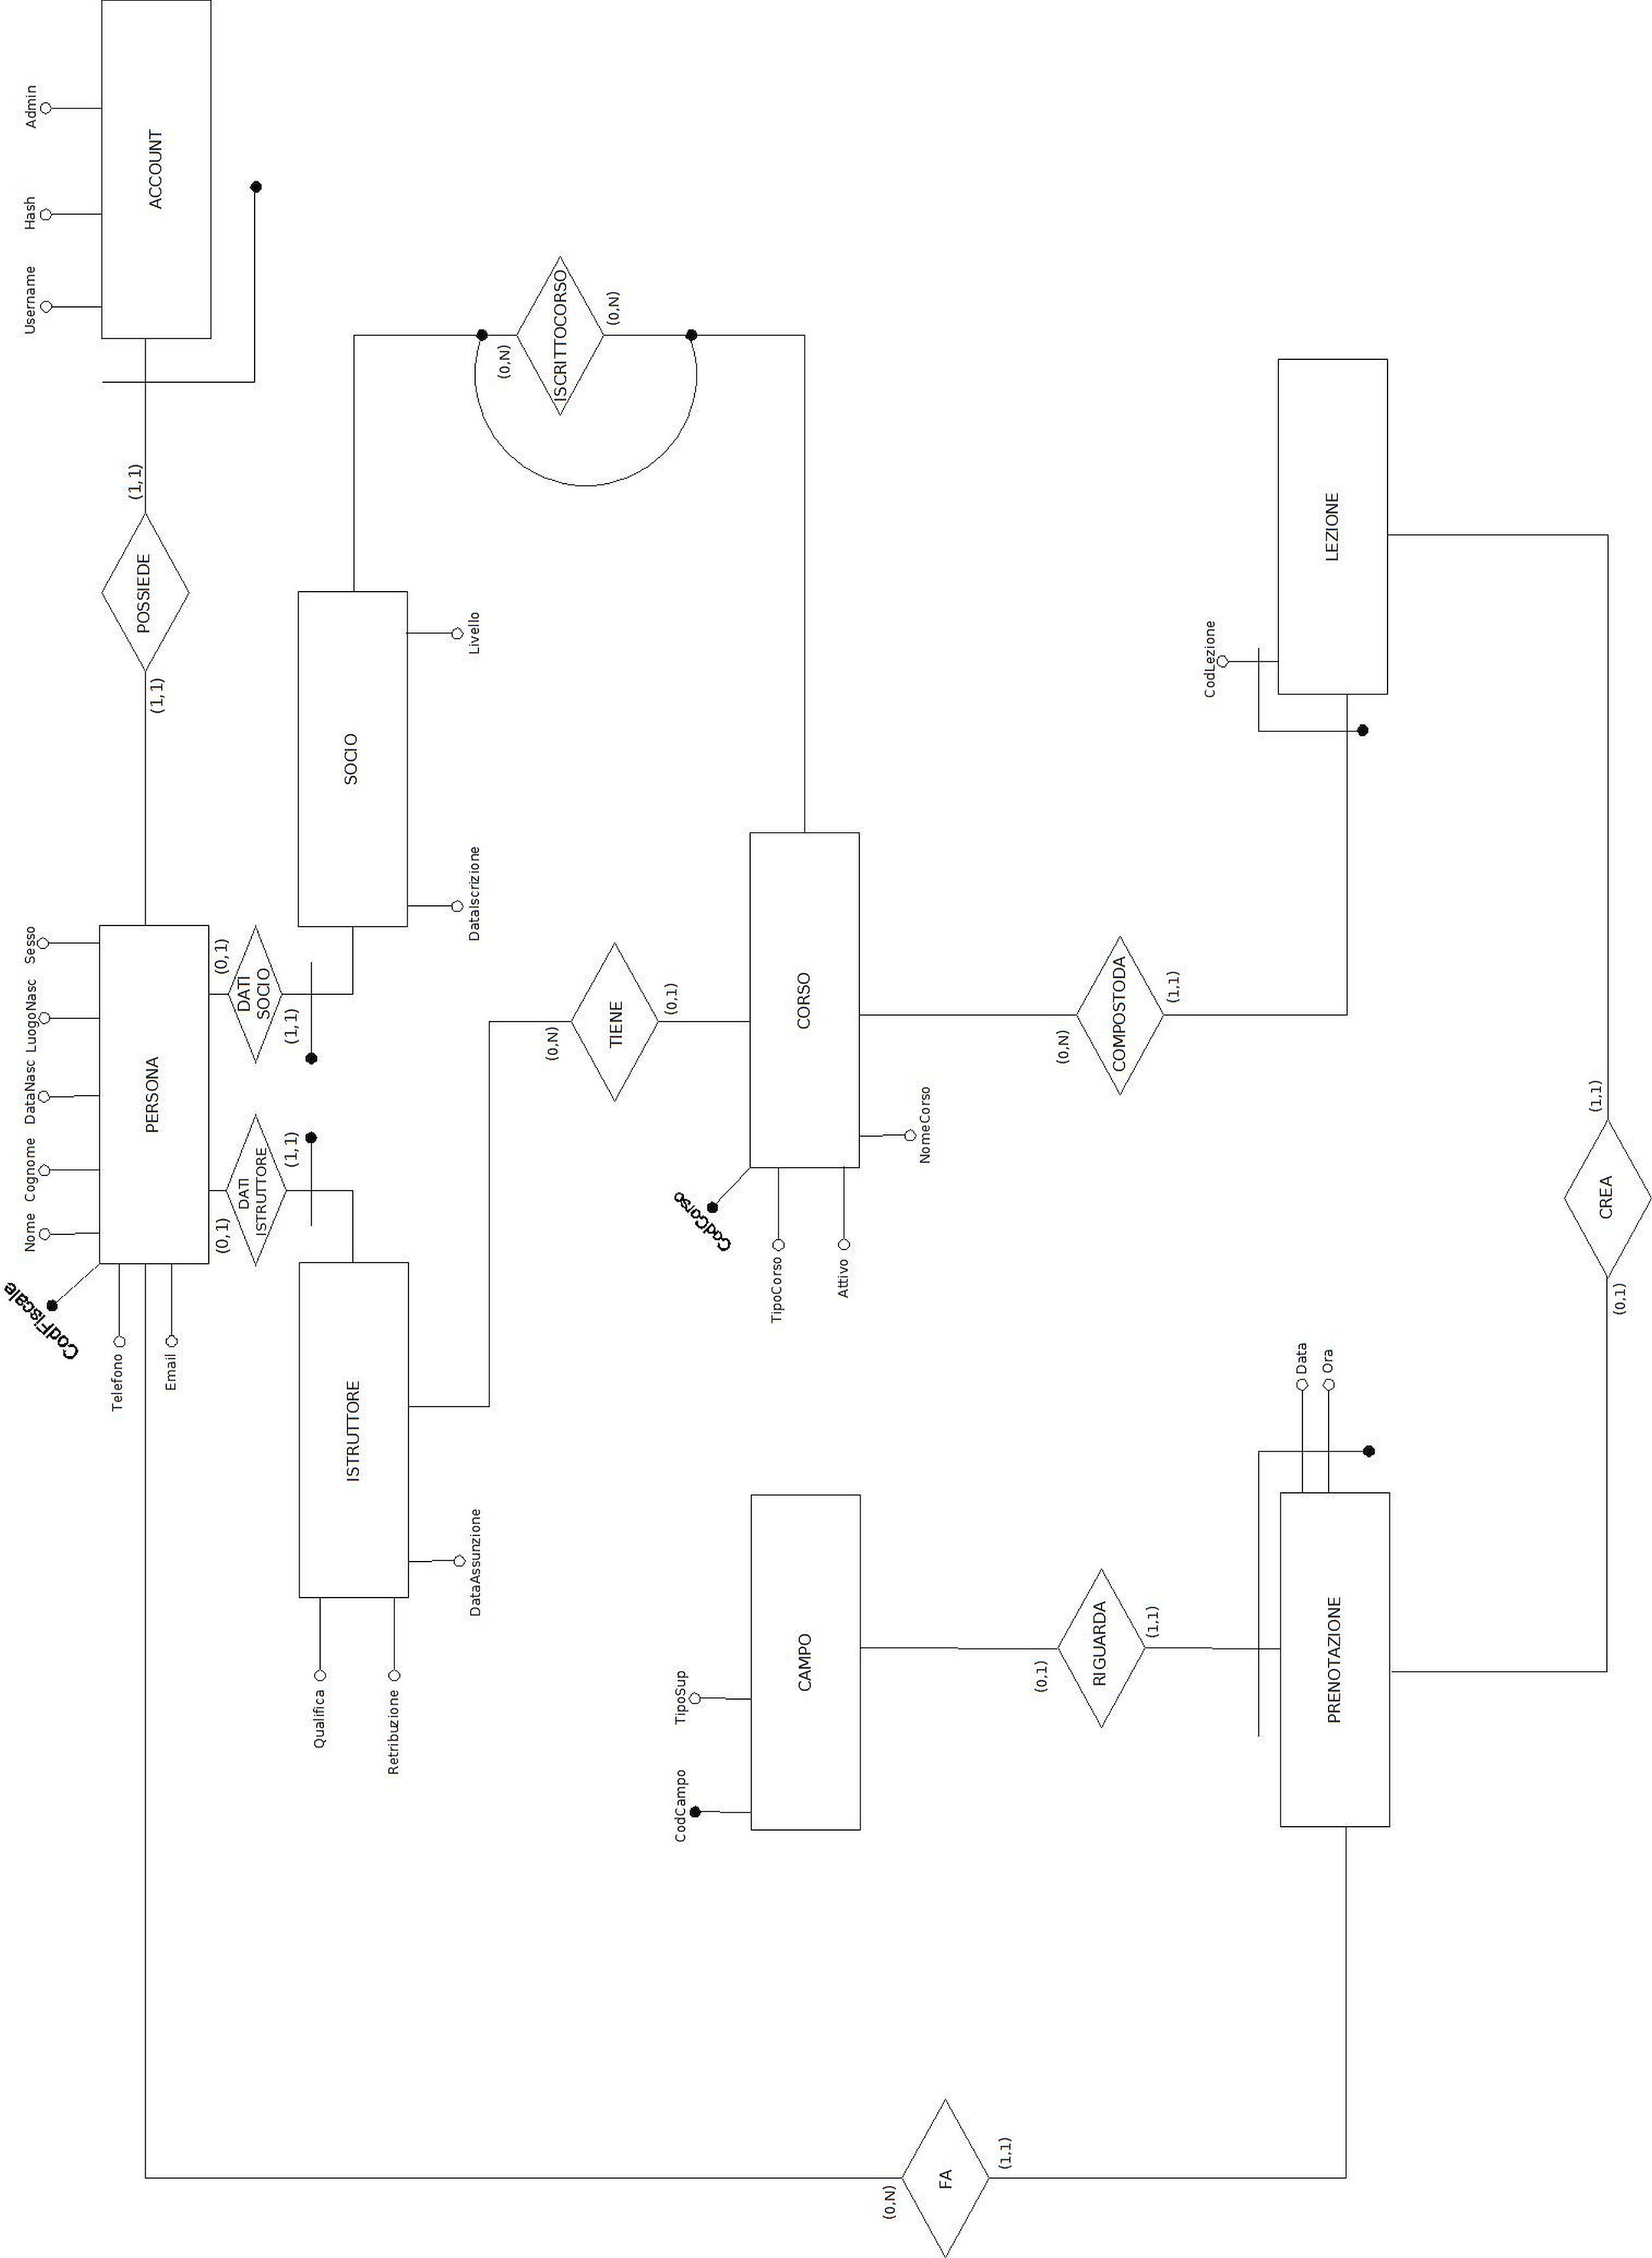 CodFiscale
Nome
Cognome
DataNasc
LuogoNasc
Sesso
Telefono
Email
PERSONA
(1,1)
POSSIEDE
(1,1)
Username
Hash
Admin
ACCOUNT
(0,1)
DATI
ISTRUTTORE
(1,1)
(0,1)
DATI
SOCIO
(1,1)
ISTRUTTORE
Qualifica
Retribuzione
DataAssunzione
SOCIO
DataIscrizione
Livello
(0,N)
ISCRITTOCORSO
(0,N)
(0,N)
TIENE
(0,1)
CORSO
CodCorso
TipoCorso
Attivo
NomeCorso
CodCampo
TipoSup
CAMPO
(0,1)
RIGUARDA
(1,1)
(0,N)
COMPOSTODA
(1,1)
CodLezione
LEZIONE
Data
Ora
PRENOTAZIONE
(0,N)
FA
(1,1)
(0,1)
CREA
(1,1)